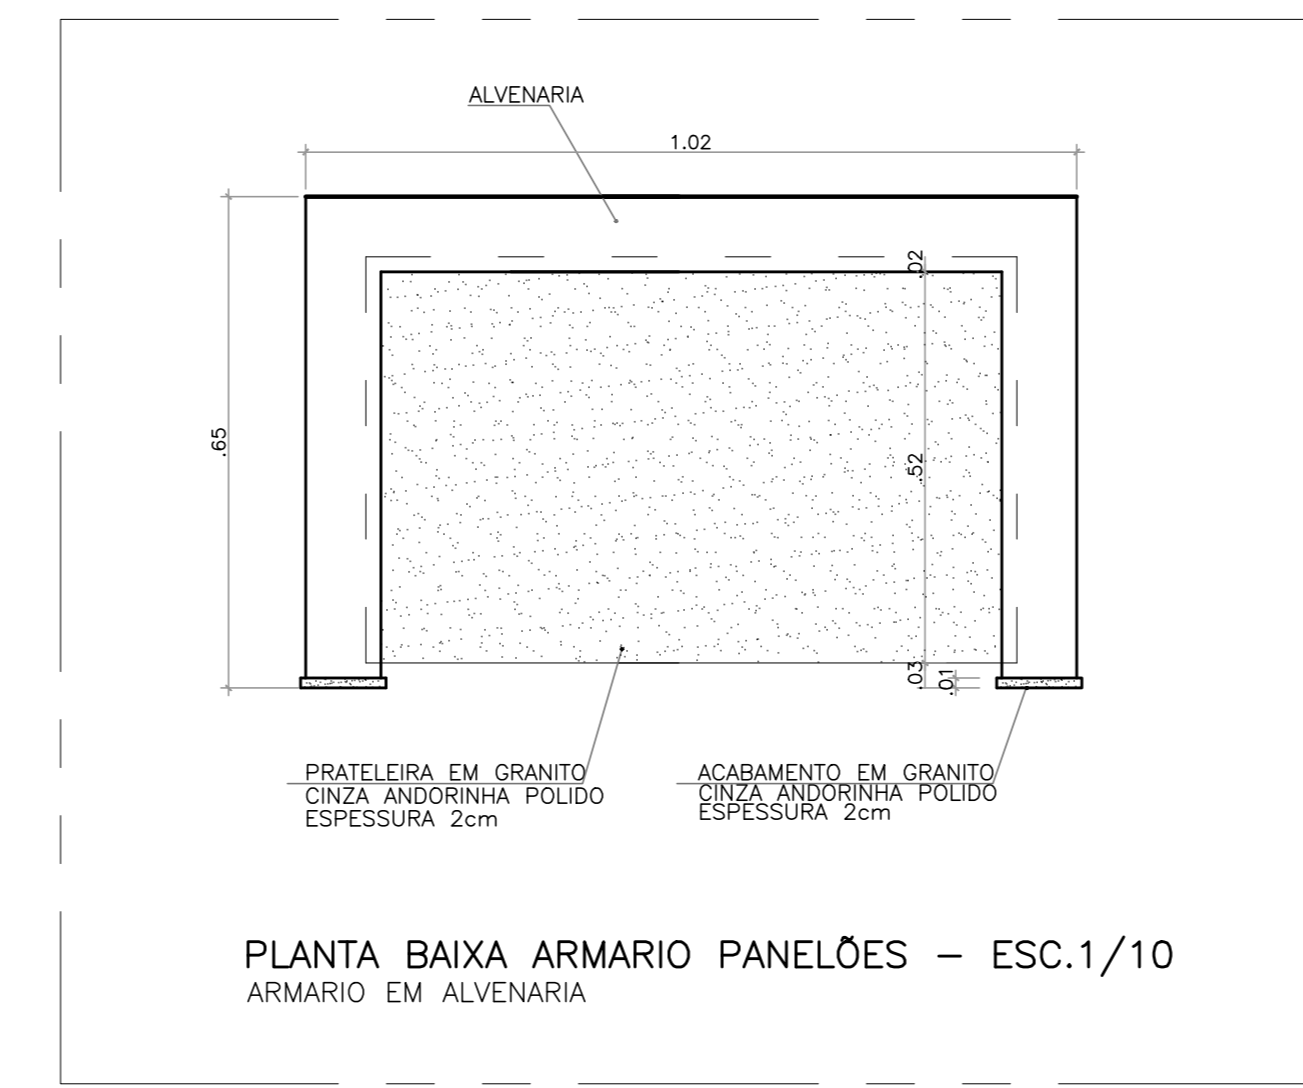 ALVENARIA
1.02
.02
.65
.52
.03
.01
PRATELEIRA EM GRANITO
CINZA ANDORINHA POLIDO
ESPESSURA 2cm
ACABAMENTO EM GRANITO
CINZA ANDORINHA POLIDO
ESPESSURA 2cm
PLANTA BAIXA ARMARIO PANELÕES – ESC.1/10
ARMARIO EM ALVENARIA